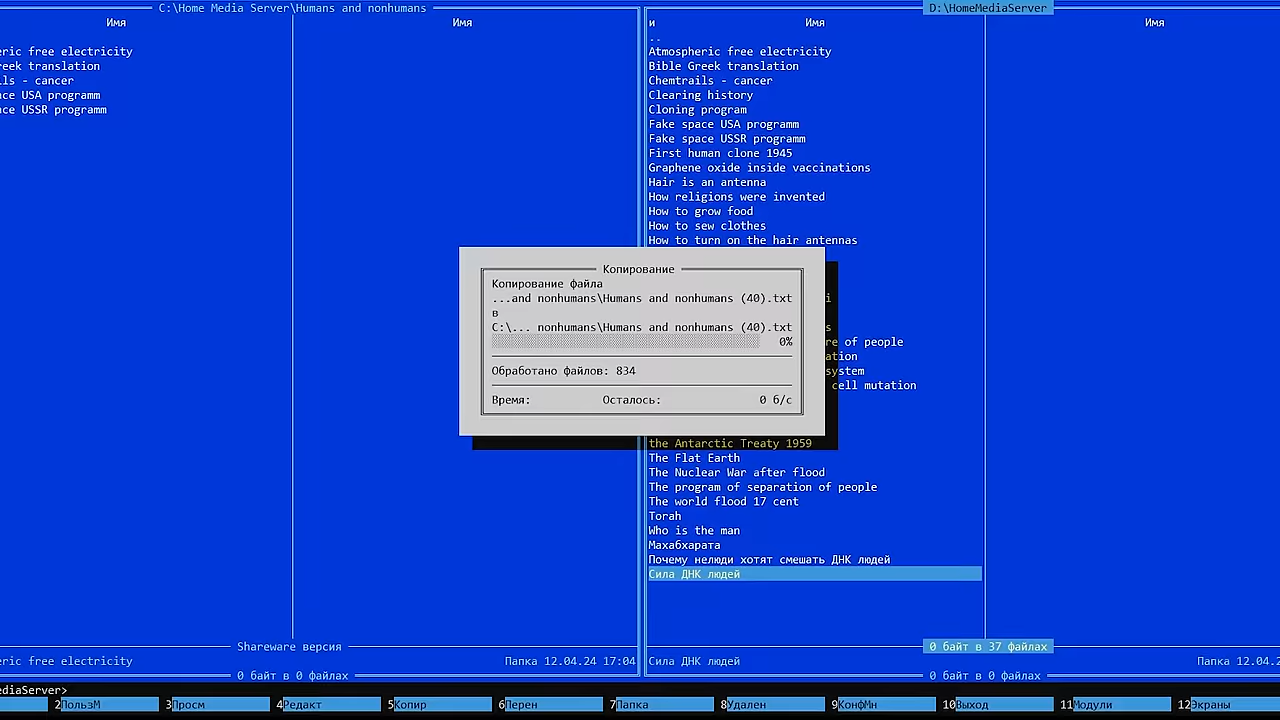 C:\Home Media Server\Humans and nonhumans
Имя
Имя
ric free electricity
reek translation
ls - cancer
ce USA programm
ce USSR programm
D:\HomeMediaServer
и
Имя
Имя
..
Atmospheric free electricity
Bible Greek translation
Chemtrails - cancer
Clearing history
Cloning program
Fake space USA programm
Fake space USSR programm
First human clone 1945
Graphene oxide inside vaccinations
Hair is an antenna
How religions were invented
How to grow food
How to sew clothes
How to turn on the hair antennas
i
s
re of people
ation
system
cell mutation
the Antarctic Treaty 1959
The Flat Earth
The Nuclear War after flood
The program of separation of people
The world flood 17 cent
Torah
Who is the man
Махабхарата
Почему нелюди хотят смешать ДНК людей
Сила ДНК людей
Копирование
Копирование файла
...and nonhumans\Humans and nonhumans (40).txt
в
C:\... nonhumans\Humans and nonhumans (40).txt
0%
Обработано файлов: 834
Время: Осталось: 0 б/с
Shareware версия
ric free electricity Папка 12.04.24 17:04
0 байт в 0 файлах
0 байт в 37 файлах
Сила ДНК людей Папка 12.04.2
0 байт в 0 файлах
ediaServer>
2ПользМ 3Просм 4Редакт 5Копир 6Перен 7Папка 8Удален 9КонфМн 10Выход 11Модули 12Экраны